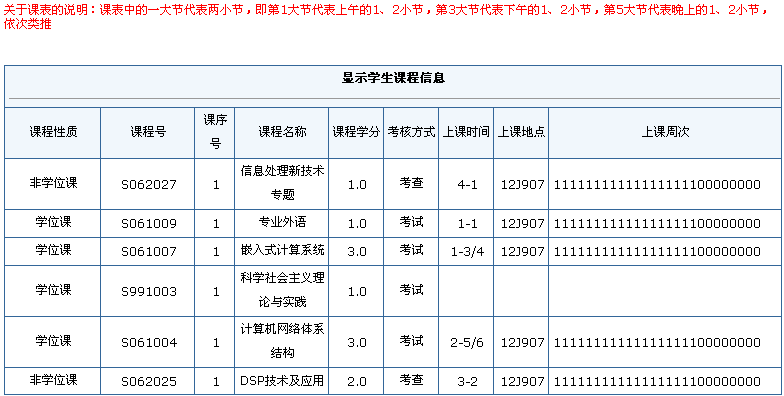 关于课表的说明：课表中的一大节代表两小节，即第1大节代表上午的1、2小节，第3大节代表下午的1、2小节，第5大节代表晚上的1、2小节，
依次类推
显示学生课程信息
课程性质 课程号 课序号 课程名称 课程学分 考核方式 上课时间 上课地点 上课周次
非学位课 S062027 1 信息处理新技术专题 1.0 考查 4-1 12J907 11111111111111111100000000
学位课 S061009 1 专业外语 1.0 考试 1-1 12J907 11111111111111111100000000
学位课 S061007 1 嵌入式计算系统 3.0 考试 1-3/4 12J907 11111111111111111100000000
学位课 S991003 1 科学社会主义理论与实践 1.0 考试
学位课 S061004 1 计算机网络体系结构 3.0 考试 2-5/6 12J907 11111111111111111100000000
非学位课 S062025 1 DSP技术及应用 2.0 考查 3-2 12J907 11111111111111111100000000